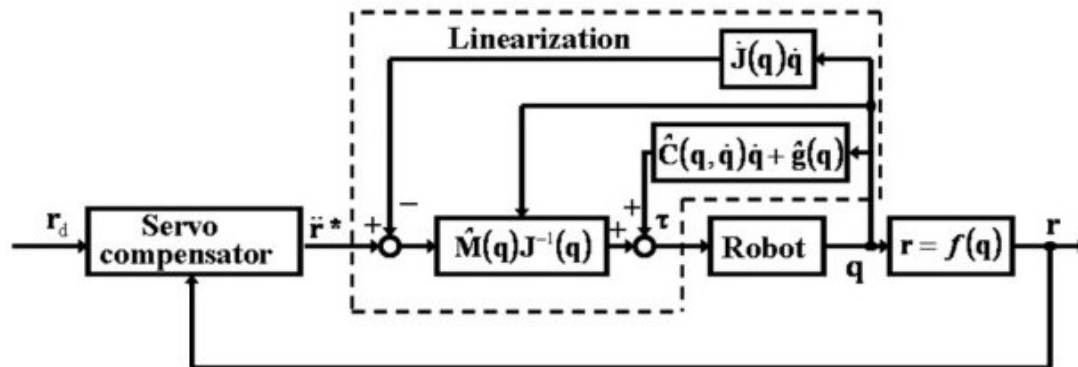 Linearization
J̇(q)q̇
Ĉ(q, q̇)q̇ + ĝ(q)
r_d
Servo
compensator
r̈ *
+
−
M̂(q)J⁻¹(q)
+
+
τ
Robot
q
r = f(q)
r